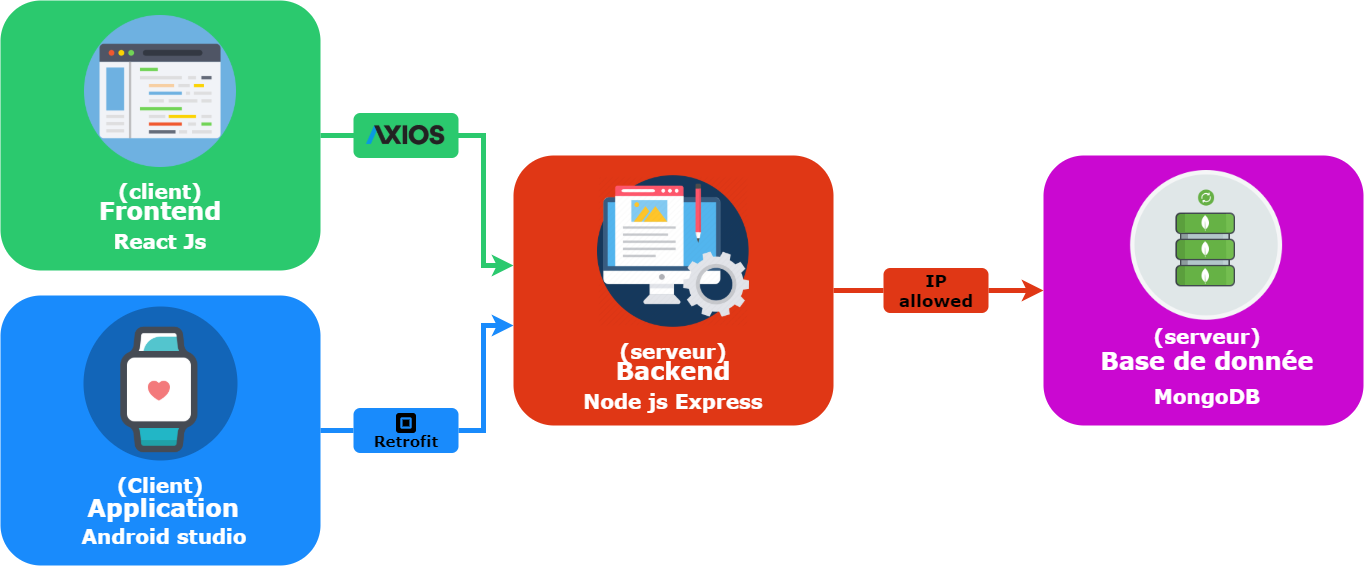 (client)
Frontend
React Js
AXIOS
(Client)
Application
Android studio
Retrofit
(serveur)
Backend
Node js Express
IP
allowed
(serveur)
Base de donnée
MongoDB